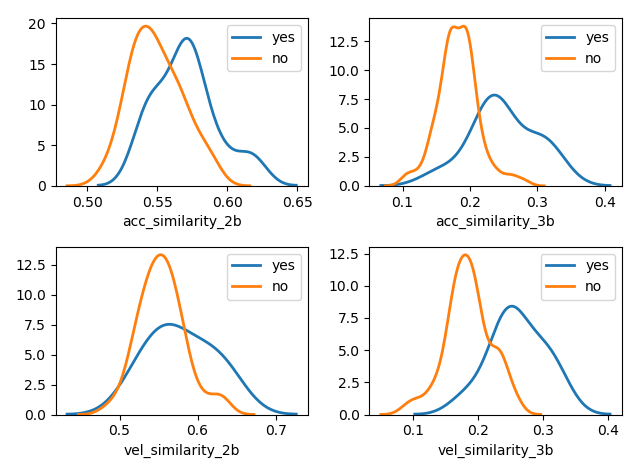 20
15
10
5
0
0.50 0.55 0.60 0.65
acc_similarity_2b
yes
no
12.5
10.0
7.5
5.0
2.5
0.0
0.1 0.2 0.3 0.4
acc_similarity_3b
yes
no
12.5
10.0
7.5
5.0
2.5
0.0
0.5 0.6 0.7
vel_similarity_2b
yes
no
12.5
10.0
7.5
5.0
2.5
0.0
0.1 0.2 0.3 0.4
vel_similarity_3b
yes
no